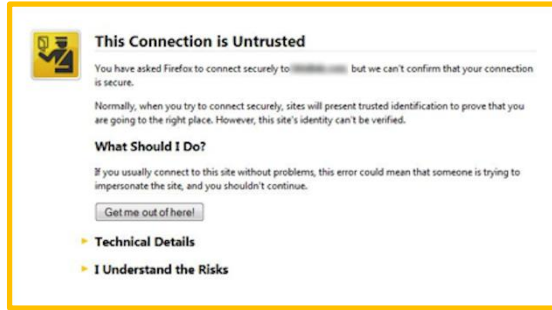 This Connection is Untrusted
You have asked Firefox to connect securely to but we can't confirm that your connection
is secure.
Normally, when you try to connect securely, sites will present trusted identification to prove that you
are going to the right place. However, this site's identity can't be verified.
What Should I Do?
If you usually connect to this site without problems, this error could mean that someone is trying to
impersonate the site, and you shouldn't continue.
Get me out of here!
Technical Details
I Understand the Risks